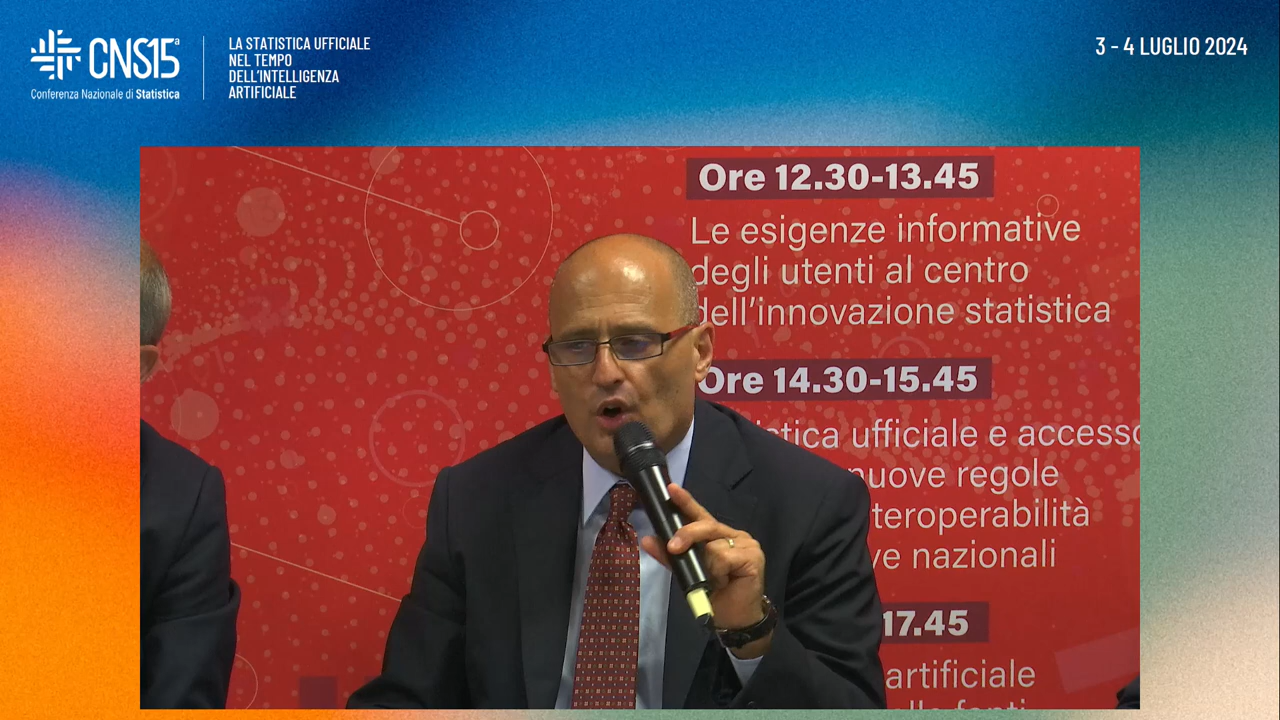 CNS15ª
Conferenza Nazionale di Statistica
LA STATISTICA UFFICIALE
NEL TEMPO
DELL'INTELLIGENZA
ARTIFICIALE
3 - 4 LUGLIO 2024
Ore 12.30-13.45
Le esigenze informative
degli utenti al centro
dell'innovazione statistica
Ore 14.30-15.45
ufficiale e accesso
nuove regole
nazionali
17.45
artificiale